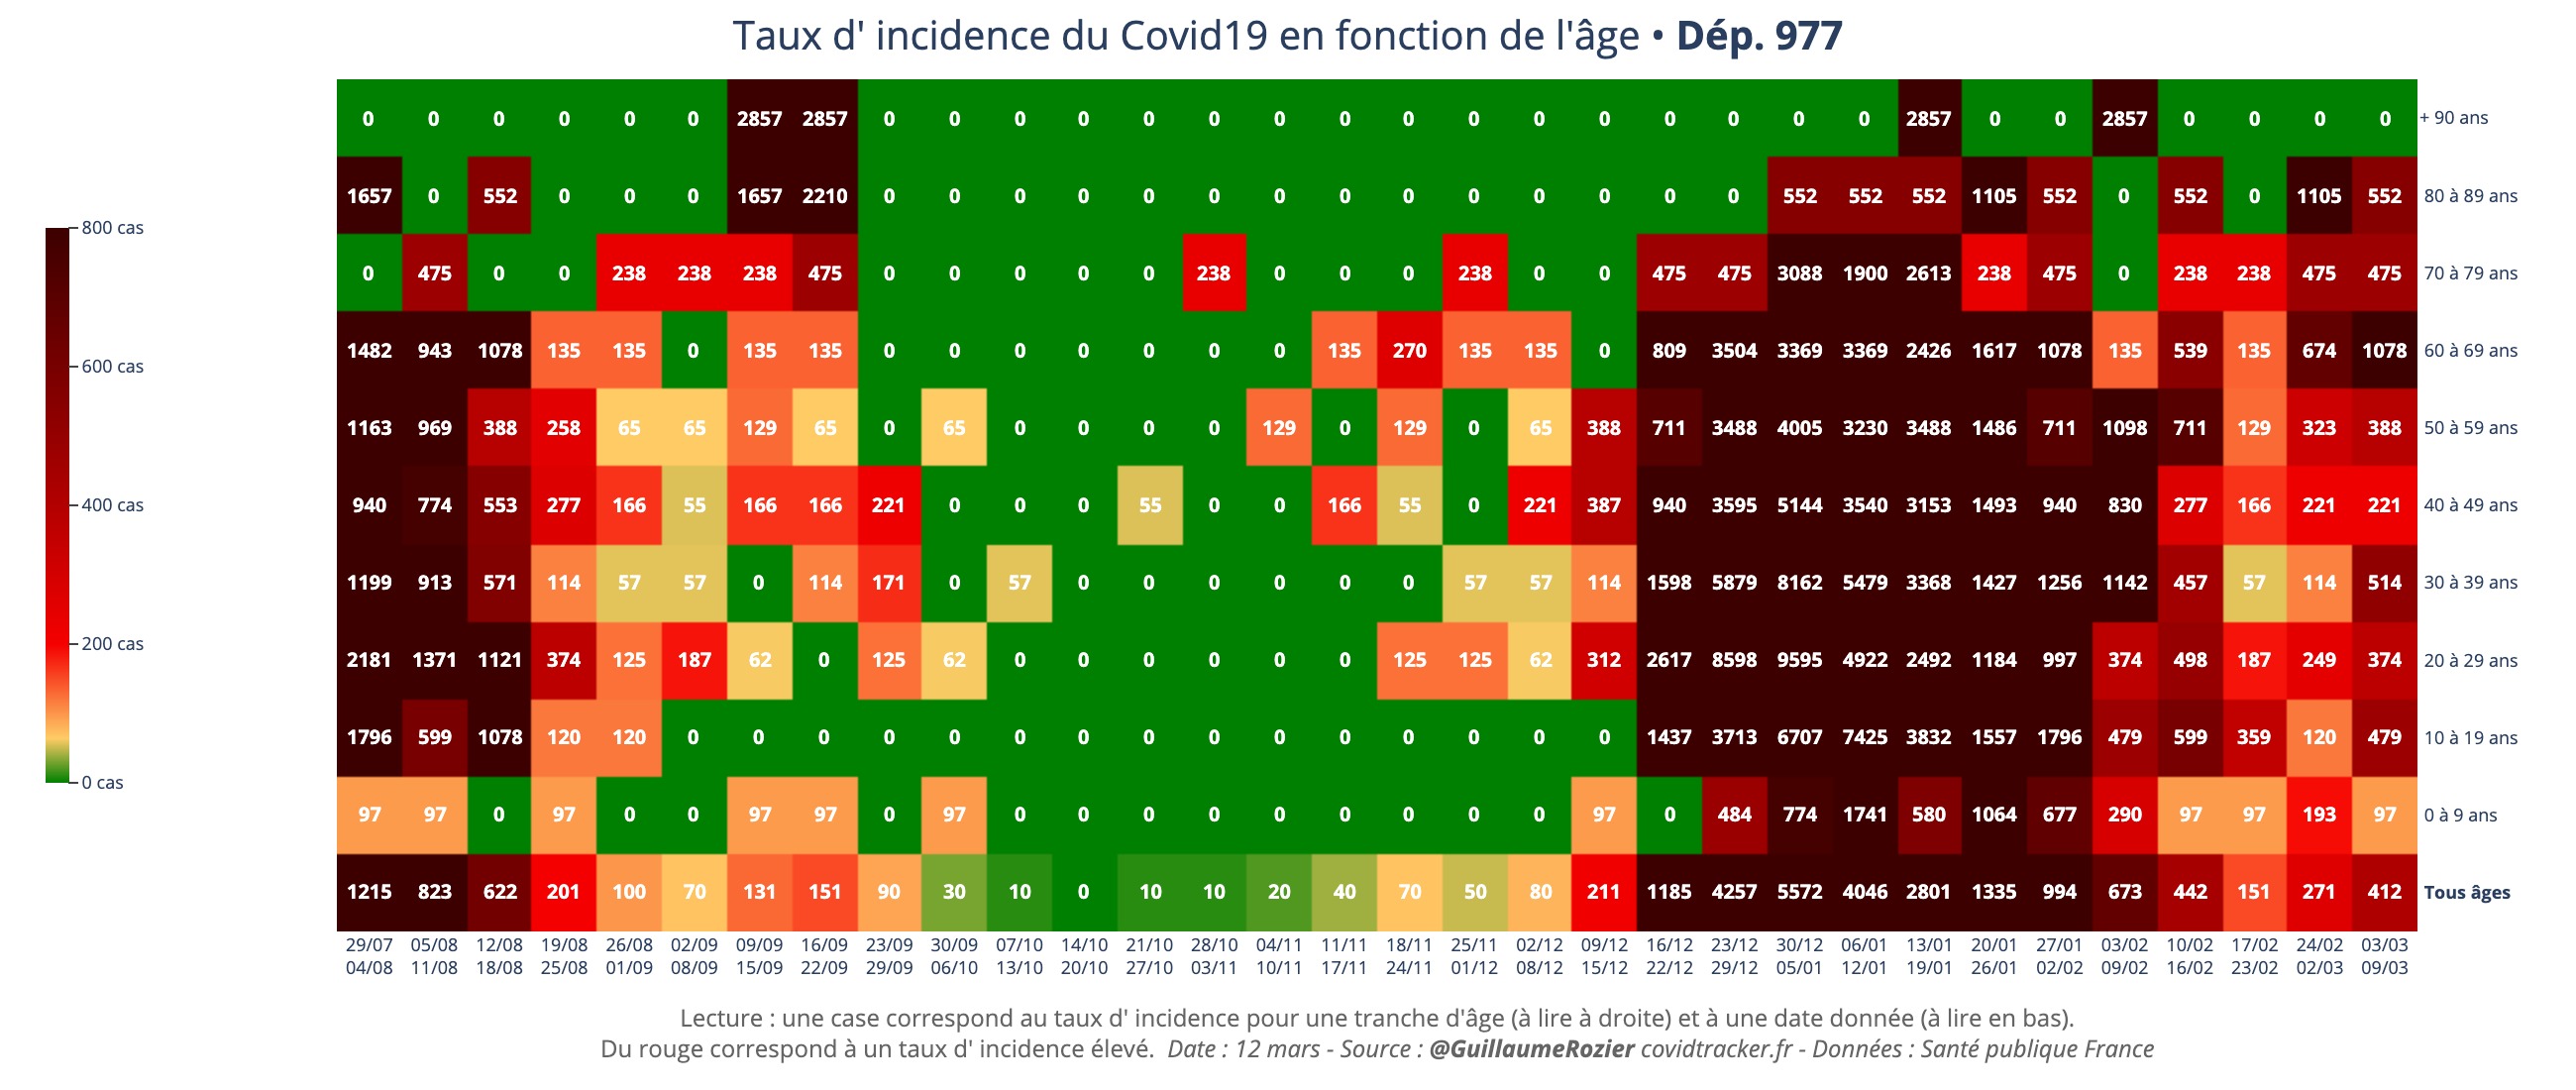 Taux d' incidence du Covid19 en fonction de l'âge • Dép. 977
0 0 0 0 0 0 2857 2857 0 0 0 0 0 0 0 0 0 0 0 0 0 0 0 0 2857 0 0 2857 0 0 0 0 + 90 ans
1657 0 552 0 0 0 1657 2210 0 0 0 0 0 0 0 0 0 0 0 0 0 0 552 552 552 1105 552 0 552 0 1105 552 80 à 89 ans
800 cas
0 475 0 0 238 238 238 475 0 0 0 0 0 238 0 0 0 238 0 0 475 475 3088 1900 2613 238 475 0 238 238 475 475 70 à 79 ans
1482 943 1078 135 135 0 135 135 0 0 0 0 0 0 0 135 270 135 135 0 809 3504 3369 3369 2426 1617 1078 135 539 135 674 1078 60 à 69 ans
600 cas
1163 969 388 258 65 65 129 65 0 65 0 0 0 0 129 0 129 0 65 388 711 3488 4005 3230 3488 1486 711 1098 711 129 323 388 50 à 59 ans
400 cas
940 774 553 277 166 55 166 166 221 0 0 0 55 0 0 166 55 0 221 387 940 3595 5144 3540 3153 1493 940 830 277 166 221 221 40 à 49 ans
1199 913 571 114 57 57 0 114 171 0 57 0 0 0 0 0 0 57 57 114 1598 5879 8162 5479 3368 1427 1256 1142 457 57 114 514 30 à 39 ans
200 cas
2181 1371 1121 374 125 187 62 0 125 62 0 0 0 0 0 0 125 125 62 312 2617 8598 9595 4922 2492 1184 997 374 498 187 249 374 20 à 29 ans
1796 599 1078 120 120 0 0 0 0 0 0 0 0 0 0 0 0 0 0 0 1437 3713 6707 7425 3832 1557 1796 479 599 359 120 479 10 à 19 ans
0 cas
97 97 0 97 0 0 97 97 0 97 0 0 0 0 0 0 0 0 0 97 0 484 774 1741 580 1064 677 290 97 97 193 97 0 à 9 ans
1215 823 622 201 100 70 131 151 90 30 10 0 10 10 20 40 70 50 80 211 1185 4257 5572 4046 2801 1335 994 673 442 151 271 412 Tous âges
29/07 05/08 12/08 19/08 26/08 02/09 09/09 16/09 23/09 30/09 07/10 14/10 21/10 28/10 04/11 11/11 18/11 25/11 02/12 09/12 16/12 23/12 30/12 06/01 13/01 20/01 27/01 03/02 10/02 17/02 24/02 03/03
04/08 11/08 18/08 25/08 01/09 08/09 15/09 22/09 29/09 06/10 13/10 20/10 27/10 03/11 10/11 17/11 24/11 01/12 08/12 15/12 22/12 29/12 05/01 12/01 19/01 26/01 02/02 09/02 16/02 23/02 02/03 09/03
Lecture : une case correspond au taux d' incidence pour une tranche d'âge (à lire à droite) et à une date donnée (à lire en bas).
Du rouge correspond à un taux d' incidence élevé. Date : 12 mars - Source : @GuillaumeRozier covidtracker.fr - Données : Santé publique France